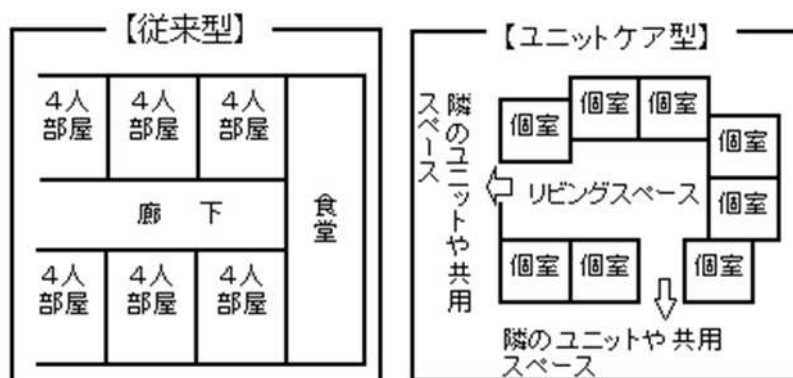 【従来型】
4人部屋
4人部屋
4人部屋
廊 下
食堂
4人部屋
4人部屋
4人部屋
【ユニットケア型】
隣のユニットや共用
スペース
個室
個室
個室
個室
リビングスペース
個室
個室
個室
個室
隣のユニットや共用
スペース